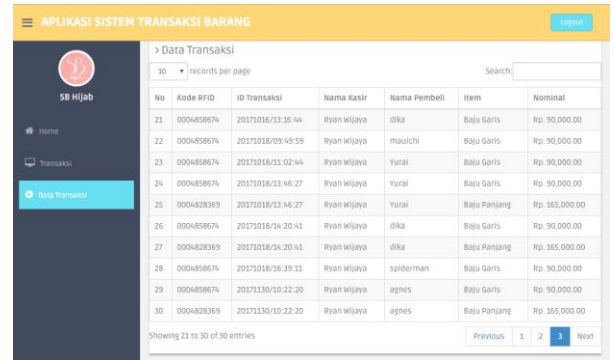 APLIKASI SISTEM TRANSAKSI BARANG
Logout
SB
SB Hijab
Home
Transaksi
Data Transaksi
> Data Transaksi
10 records per page
Search:
No Kode RFID ID Transaksi Nama Kasir Nama Pembeli Item Nominal
21 0004858674 20171016/13:16:44 Ryan Wijaya dika Baju Garis Rp. 90,000.00
22 0004858674 20171018/09:49:59 Ryan Wijaya mauichi Baju Garis Rp. 90,000.00
23 0004858674 20171018/11:02:44 Ryan Wijaya Yurai Baju Garis Rp. 90,000.00
24 0004858674 20171018/13:46:27 Ryan Wijaya Yurai Baju Garis Rp. 90,000.00
25 0004828369 20171018/13:46:27 Ryan Wijaya Yurai Baju Panjang Rp. 165,000.00
26 0004858674 20171018/14:20:41 Ryan Wijaya dika Baju Garis Rp. 90,000.00
27 0004828369 20171018/14:20:41 Ryan Wijaya dika Baju Panjang Rp. 165,000.00
28 0004858674 20171018/16:39:11 Ryan Wijaya spiderman Baju Garis Rp. 90,000.00
29 0004858674 20171130/10:22:20 Ryan Wijaya agnes Baju Garis Rp. 90,000.00
30 0004828369 20171130/10:22:20 Ryan Wijaya agnes Baju Panjang Rp. 165,000.00
Showing 21 to 30 of 30 entries
Previous 1 2 3 Next